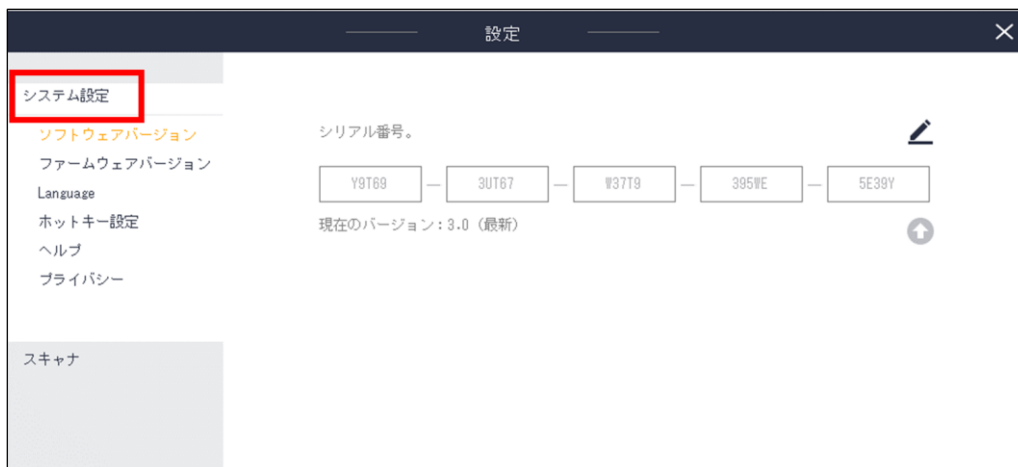 設定
システム設定
ソフトウェアバージョン
ファームウェアバージョン
Language
ホットキー設定
ヘルプ
プライバシー
スキャナ
シリアル番号。
Y9T69 — 3UT67 — W37T9 — 395WE — 5E39Y
現在のバージョン：3.0（最新）